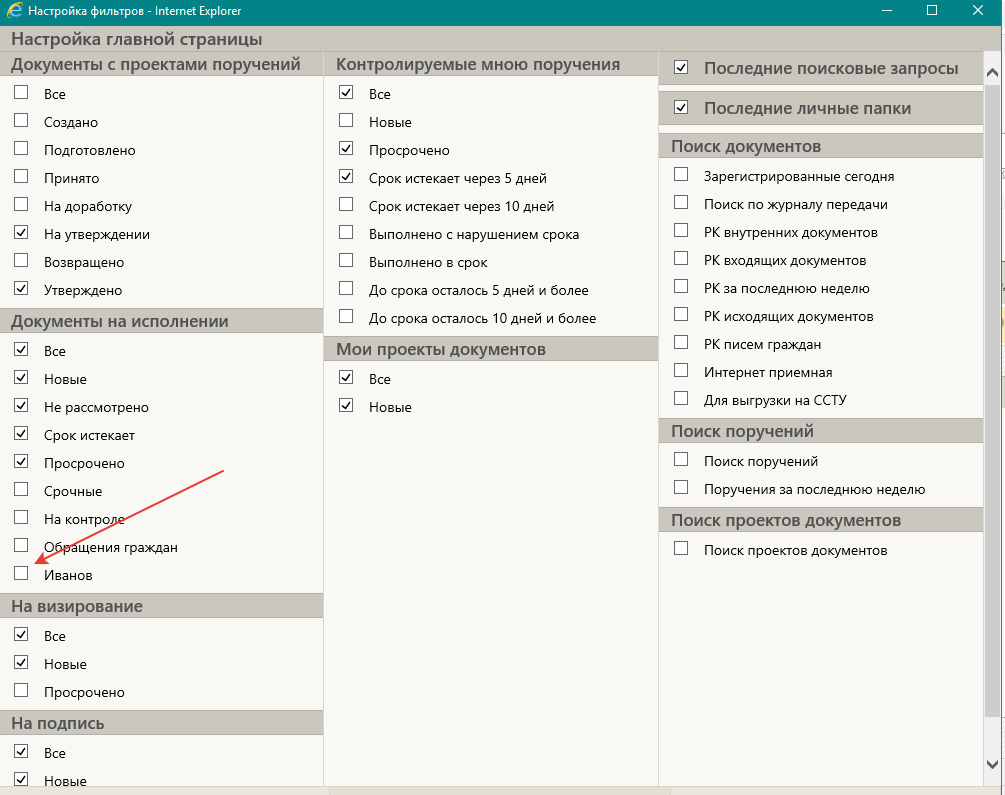 Настройка фильтров - Internet Explorer
Настройка главной страницы
Документы с проектами поручений
Все
Создано
Подготовлено
Принято
На доработку
На утверждении
Возвращено
Утверждено
Документы на исполнении
Все
Новые
Не рассмотрено
Срок истекает
Просрочено
Срочные
На контроле
Обращения граждан
Иванов
На визирование
Все
Новые
Просрочено
На подпись
Все
Новые
Контролируемые мною поручения
Все
Новые
Просрочено
Срок истекает через 5 дней
Срок истекает через 10 дней
Выполнено с нарушением срока
Выполнено в срок
До срока осталось 5 дней и более
До срока осталось 10 дней и более
Мои проекты документов
Все
Новые
Последние поисковые запросы
Последние личные папки
Поиск документов
Зарегистрированные сегодня
Поиск по журналу передачи
РК внутренних документов
РК входящих документов
РК за последнюю неделю
РК исходящих документов
РК писем граждан
Интернет приемная
Для выгрузки на ССТУ
Поиск поручений
Поиск поручений
Поручения за последнюю неделю
Поиск проектов документов
Поиск проектов документов